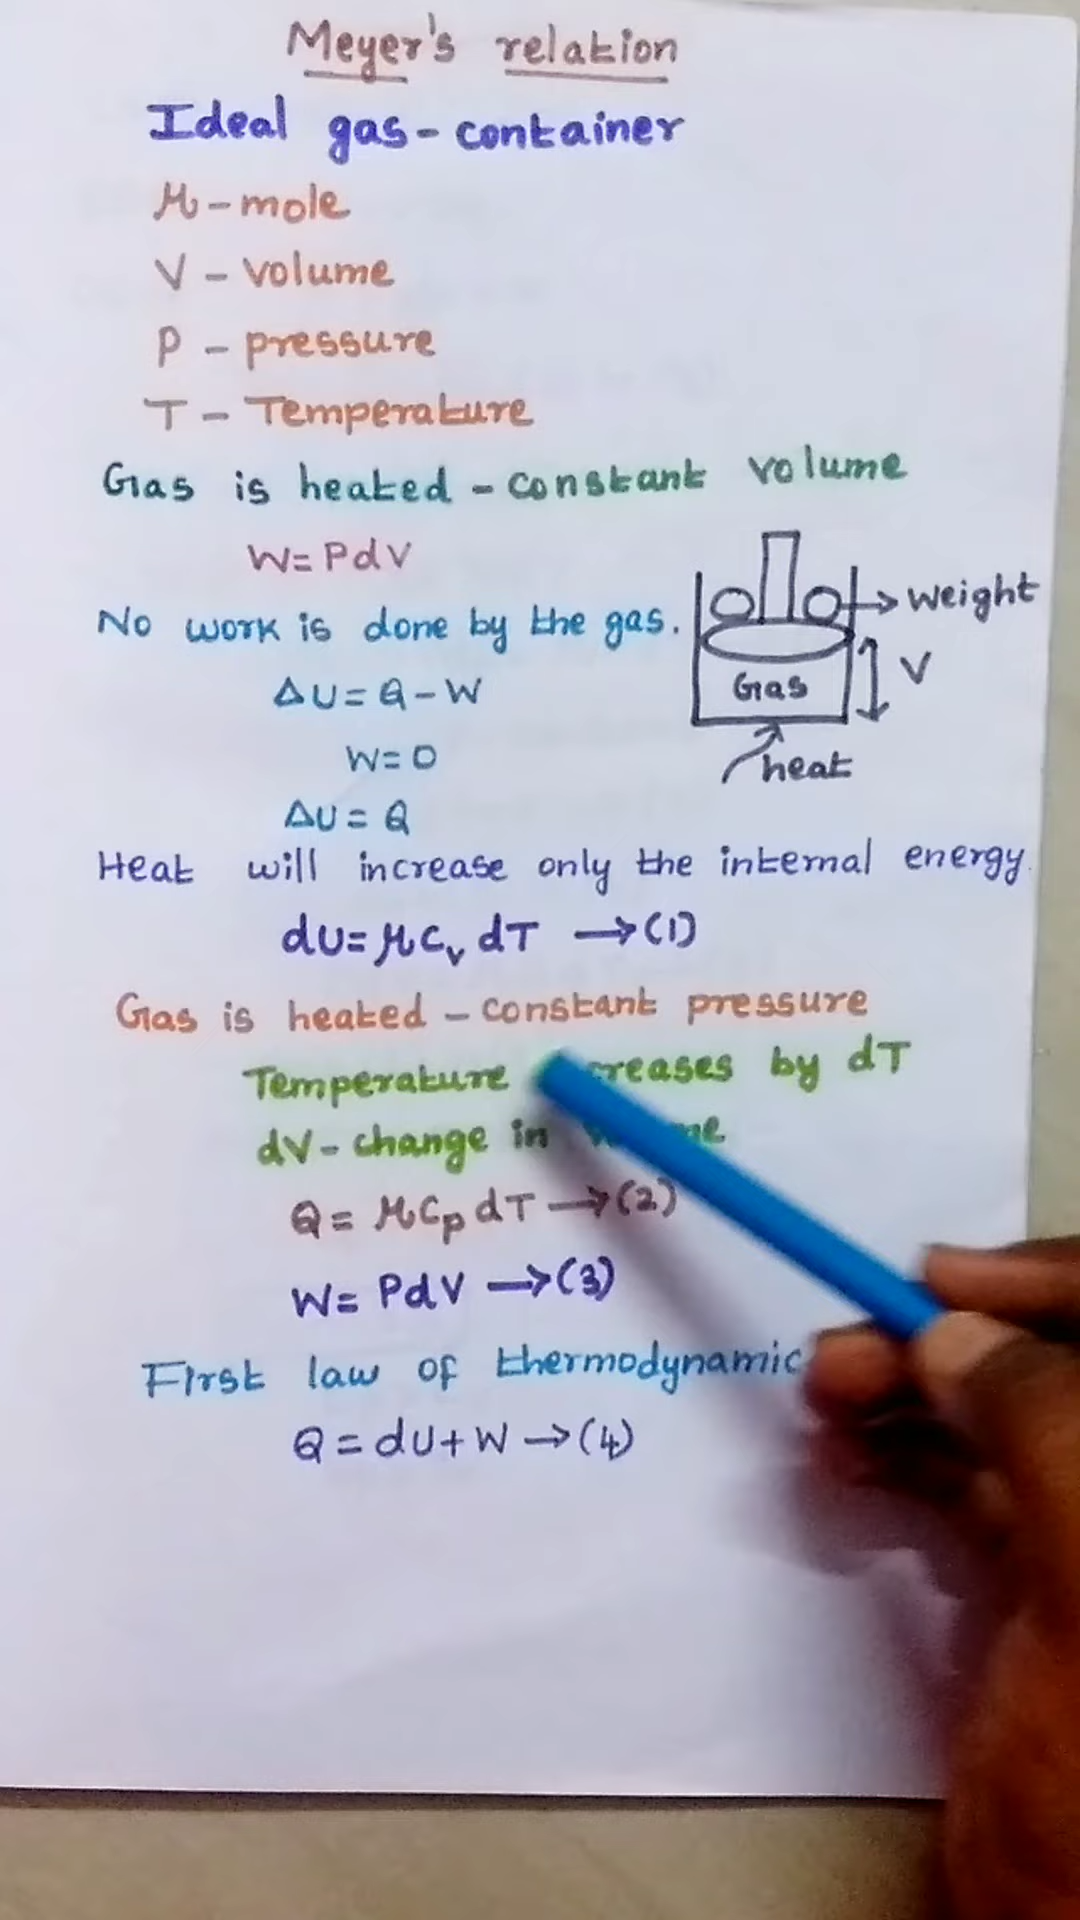 Meyer's relation
Ideal gas-container
μ-mole
V - volume
P - pressure
T - Temperature
Gas is heated - constant volume
W= PdV
No work is done by the gas.
weight
V
Gas
heat
ΔU= Q-W
W= 0
ΔU = Q
Heat will increase only the internal energy.
dU= μCv dT →(1)
Gas is heated - constant pressure
Temperature by dT
dV- change in
Q= μCp dT →(2)
W= PdV →(3)
First law of thermodynamic
Q = dU+W →(4)